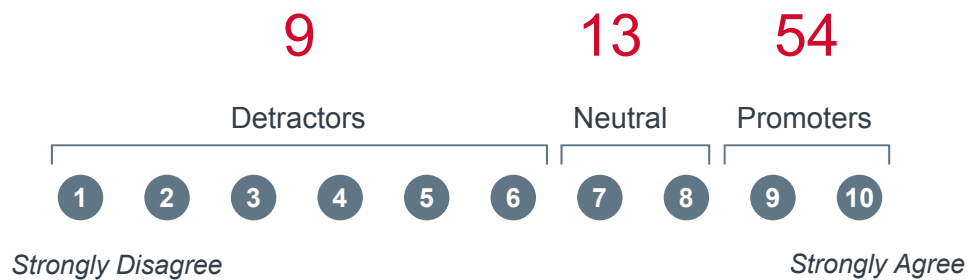 9 13 54
Detractors Neutral Promoters
1 2 3 4 5 6 7 8 9 10
Strongly Disagree Strongly Agree